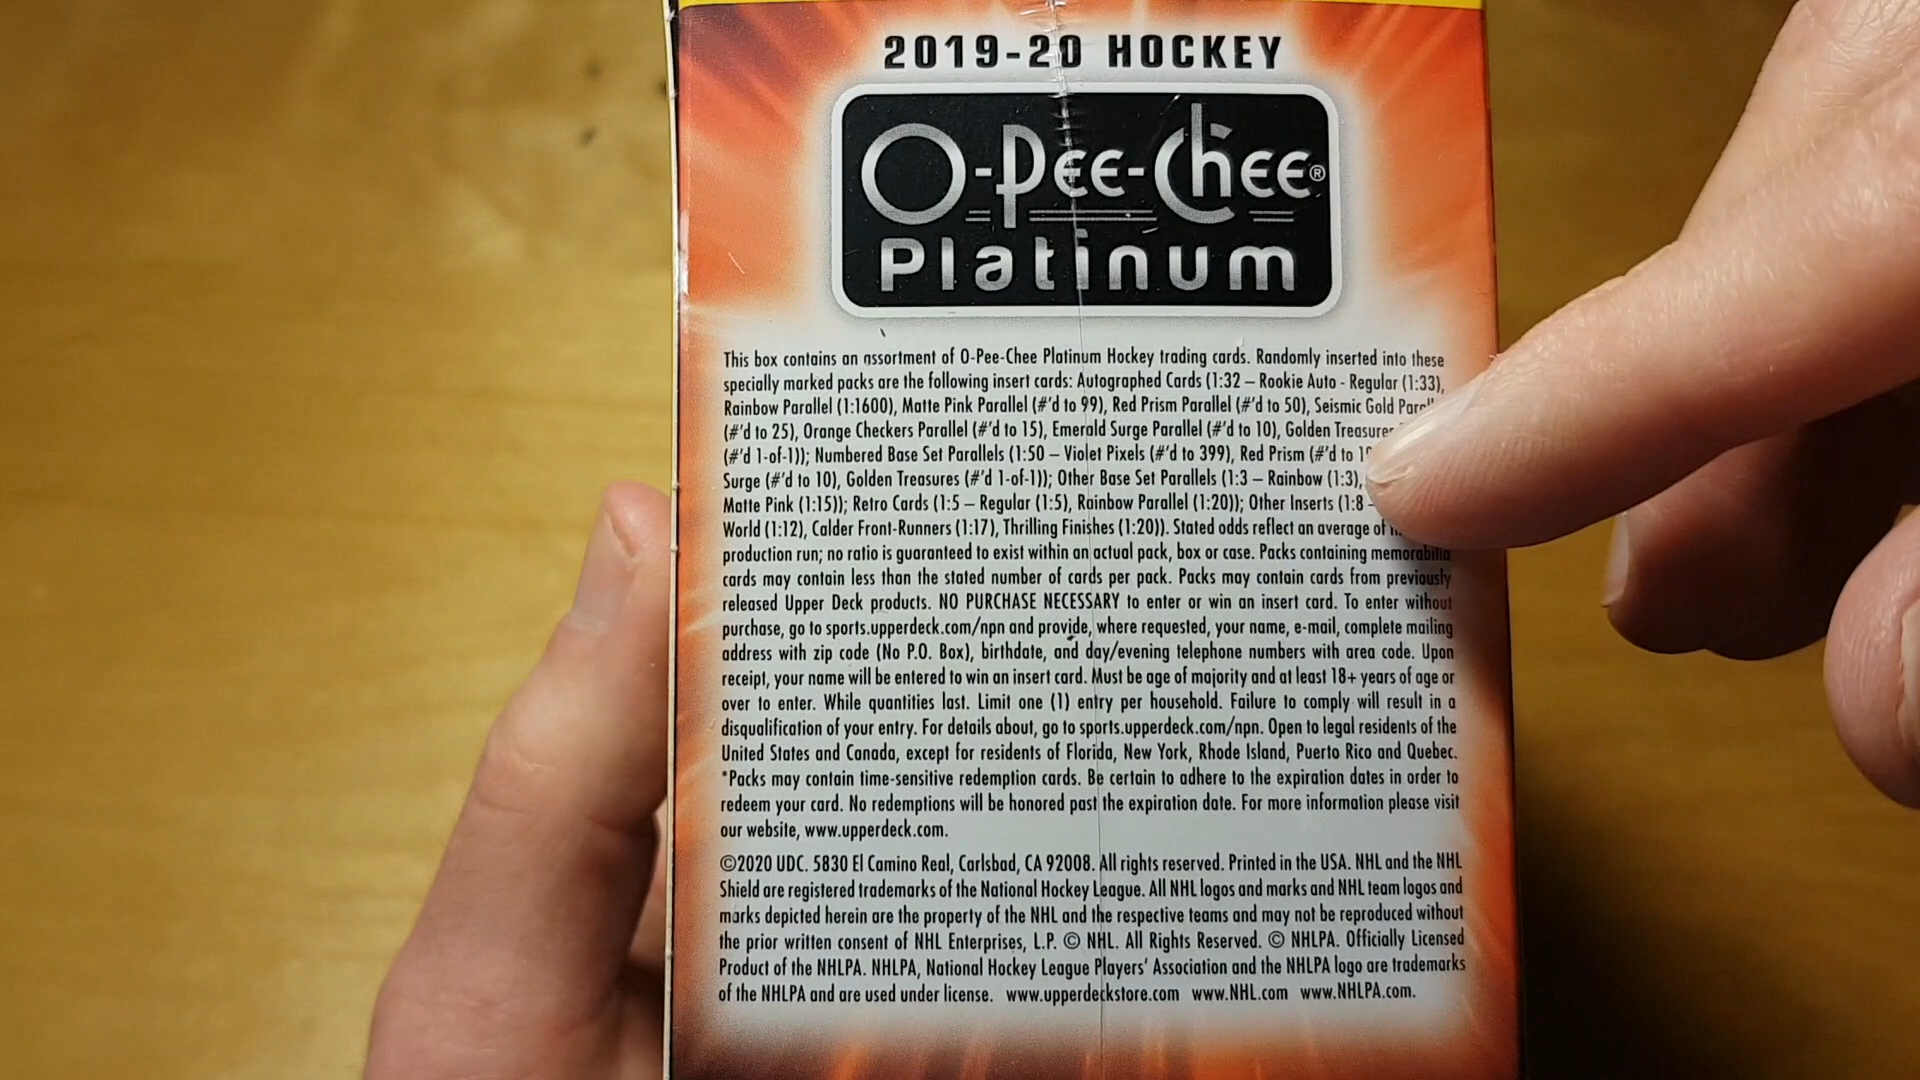 2019-20 HOCKEY
O-PEE-CHEE®
Platinum
This box contains an assortment of O-Pee-Chee Platinum Hockey trading cards. Randomly inserted into these
specially marked packs are the following insert cards: Autographed Cards (1:32 – Rookie Auto - Regular (1:33),
Rainbow Parallel (1:1600), Matte Pink Parallel (#'d to 99), Red Prism Parallel (#'d to 50), Seismic Gold
(#'d to 25), Orange Checkers Parallel (#'d to 15), Emerald Surge Parallel (#'d to 10), Golden Treasures
(#'d 1-of-1)); Numbered Base Set Parallels (1:50 – Violet Pixels (#'d to 399), Red Prism (#'d to
Surge (#'d to 10), Golden Treasures (#'d 1-of-1)); Other Base Set Parallels (1:3 – Rainbow (1:3),
Matte Pink (1:15)); Retro Cards (1:5 – Regular (1:5), Rainbow Parallel (1:20)); Other Inserts (1:8 –
World (1:12), Calder Front-Runners (1:17), Thrilling Finishes (1:20)). Stated odds reflect an average of
production run; no ratio is guaranteed to exist within an actual pack, box or case. Packs containing memorabilia
cards may contain less than the stated number of cards per pack. Packs may contain cards from previously
released Upper Deck products. NO PURCHASE NECESSARY to enter or win an insert card. To enter without
purchase, go to sports.upperdeck.com/npn and provide, where requested, your name, e-mail, complete mailing
address with zip code (No P.O. Box), birthdate, and day/evening telephone numbers with area code. Upon
receipt, your name will be entered to win an insert card. Must be age of majority and at least 18+ years of age or
over to enter. While quantities last. Limit one (1) entry per household. Failure to comply will result in a
disqualification of your entry. For details about, go to sports.upperdeck.com/npn. Open to legal residents of the
United States and Canada, except for residents of Florida, New York, Rhode Island, Puerto Rico and Quebec.
*Packs may contain time-sensitive redemption cards. Be certain to adhere to the expiration dates in order to
redeem your card. No redemptions will be honored past the expiration date. For more information please visit
our website, www.upperdeck.com.
©2020 UDC. 5830 El Camino Real, Carlsbad, CA 92008. All rights reserved. Printed in the USA. NHL and the NHL
Shield are registered trademarks of the National Hockey League. All NHL logos and marks and NHL team logos and
marks depicted herein are the property of the NHL and the respective teams and may not be reproduced without
the prior written consent of NHL Enterprises, L.P. © NHL. All Rights Reserved. © NHLPA. Officially Licensed
Product of the NHLPA. NHLPA, National Hockey League Players' Association and the NHLPA logo are trademarks
of the NHLPA and are used under license. www.upperdeckstore.com www.NHL.com www.NHLPA.com.